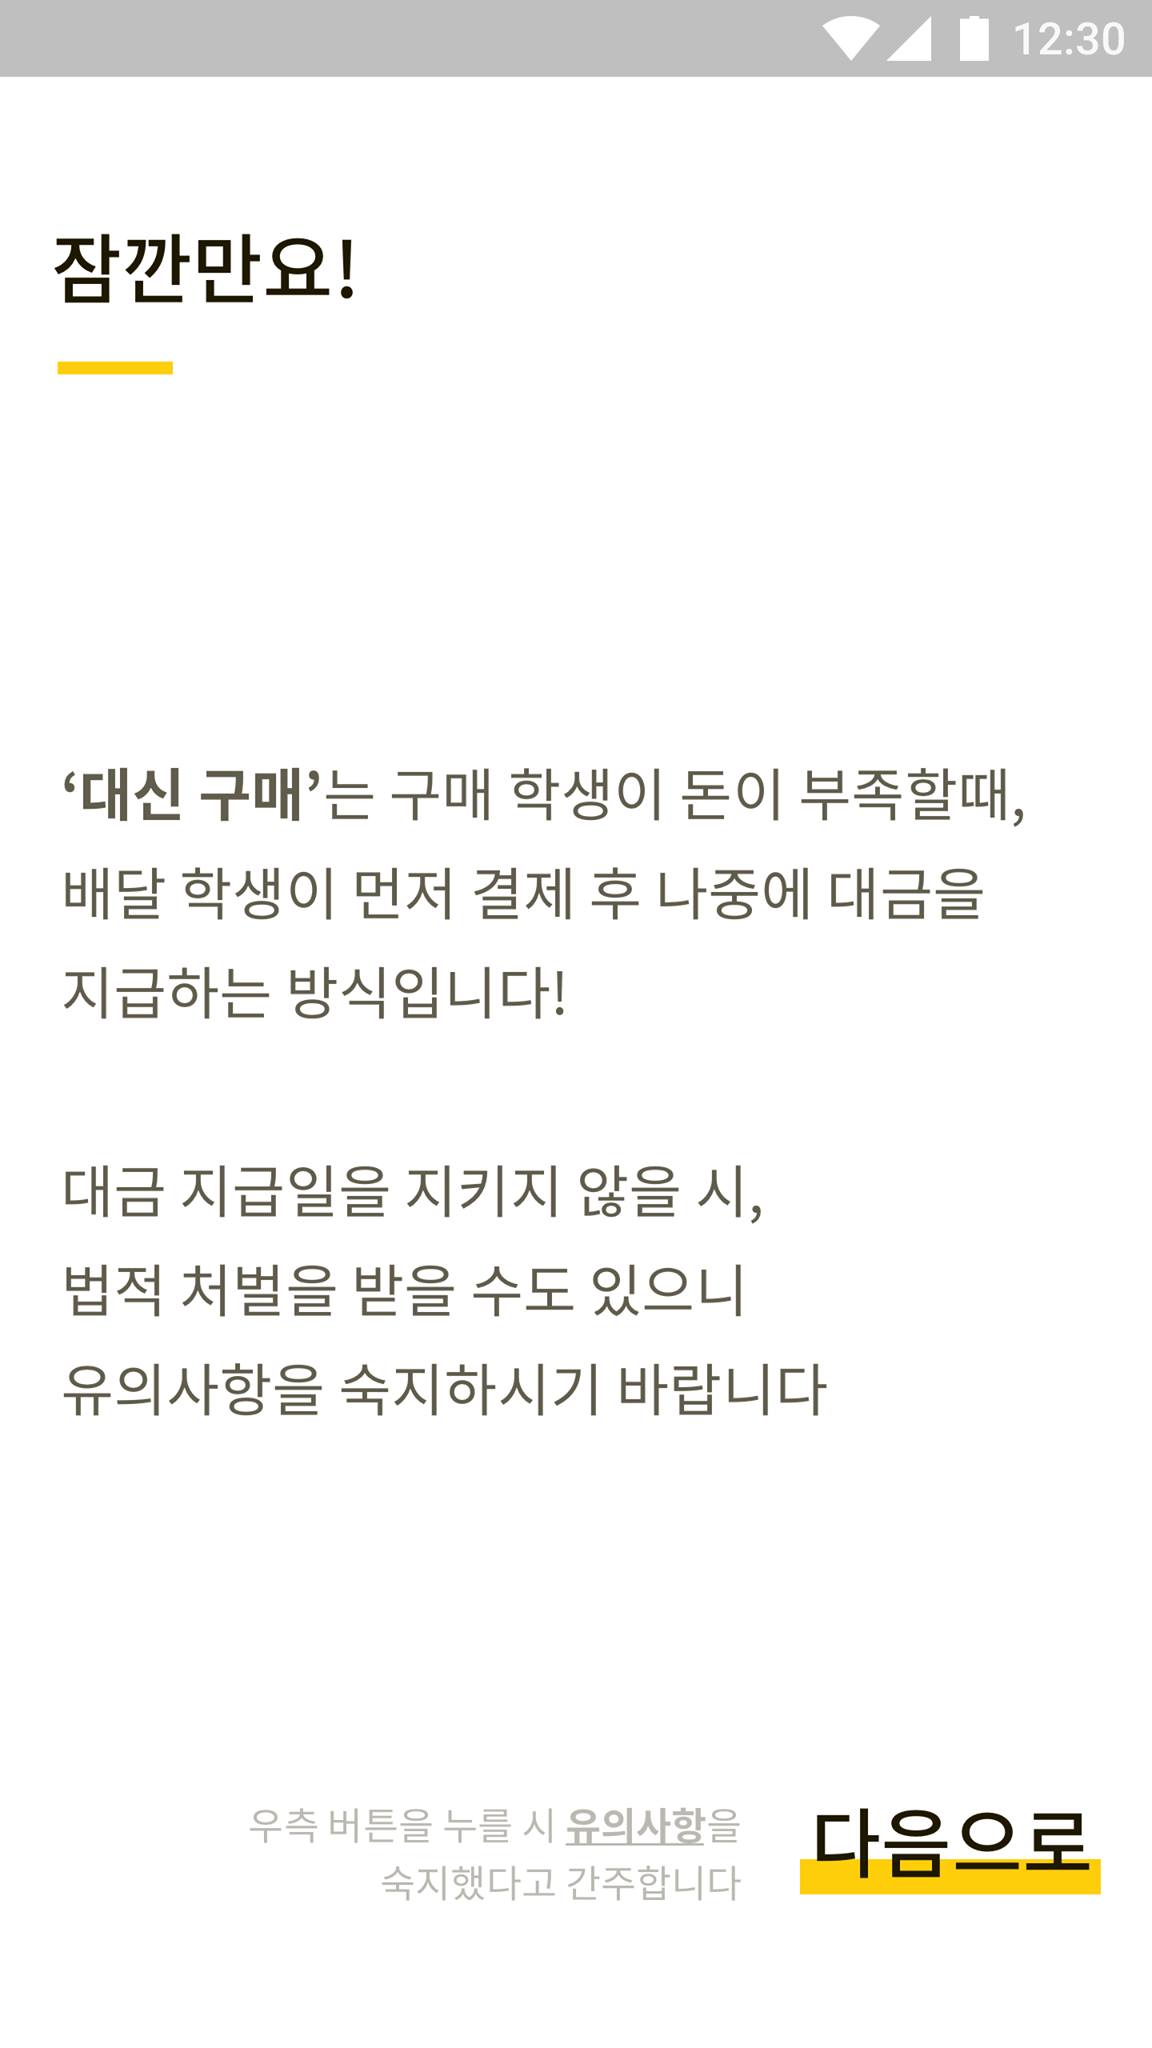 12:30
잠깐만요!
‘대신 구매’는 구매 학생이 돈이 부족할때,
배달 학생이 먼저 결제 후 나중에 대금을
지급하는 방식입니다!
대금 지급일을 지키지 않을 시,
법적 처벌을 받을 수도 있으니
유의사항을 숙지하시기 바랍니다
우측 버튼을 누를 시 유의사항을
숙지했다고 간주합니다
다음으로